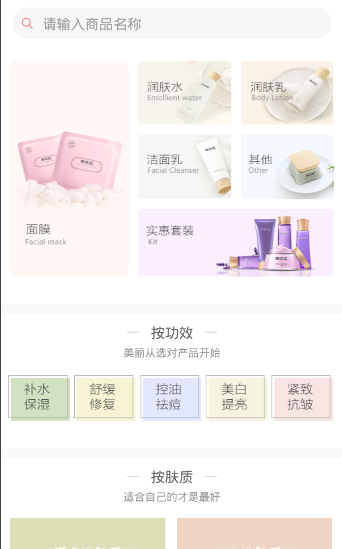 请输入商品名称
润肤水
Emollient water
润肤乳
Body Lotion
洁面乳
Facial Cleanser
其他
Other
面膜
Facial mask
实惠套装
Kit
按功效
美丽从选对产品开始
补水
保湿
舒缓
修复
控油
祛痘
美白
提亮
紧致
抗皱
按肤质
适合自己的才是最好